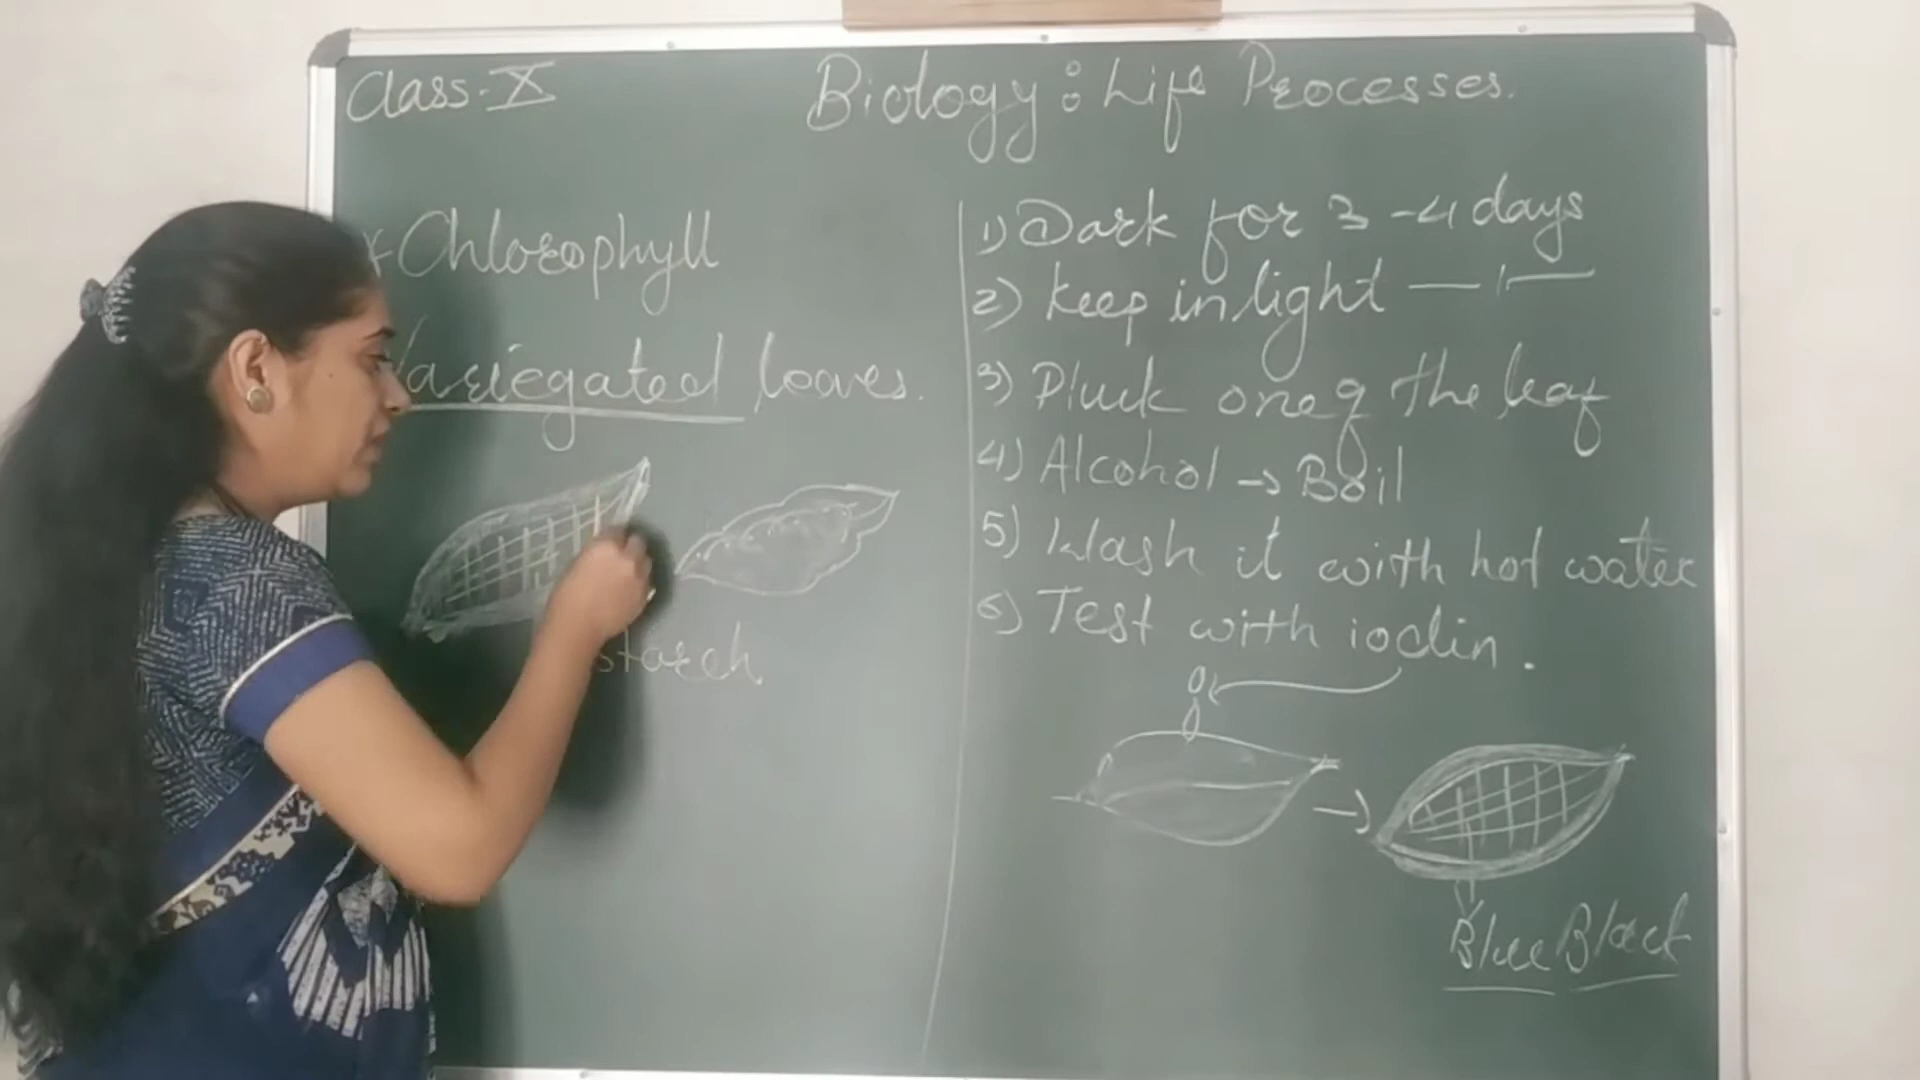 Class-X
Biology: Life Processes.
* Chlorophyll
Variegated leaves.
starch
1) Dark for 3-4 days
2) Keep in light —"—
3) Pluck one of the leaf
4) Alcohol → Boil
5) Wash it with hot water
6) Test with iodin.
Blue Black